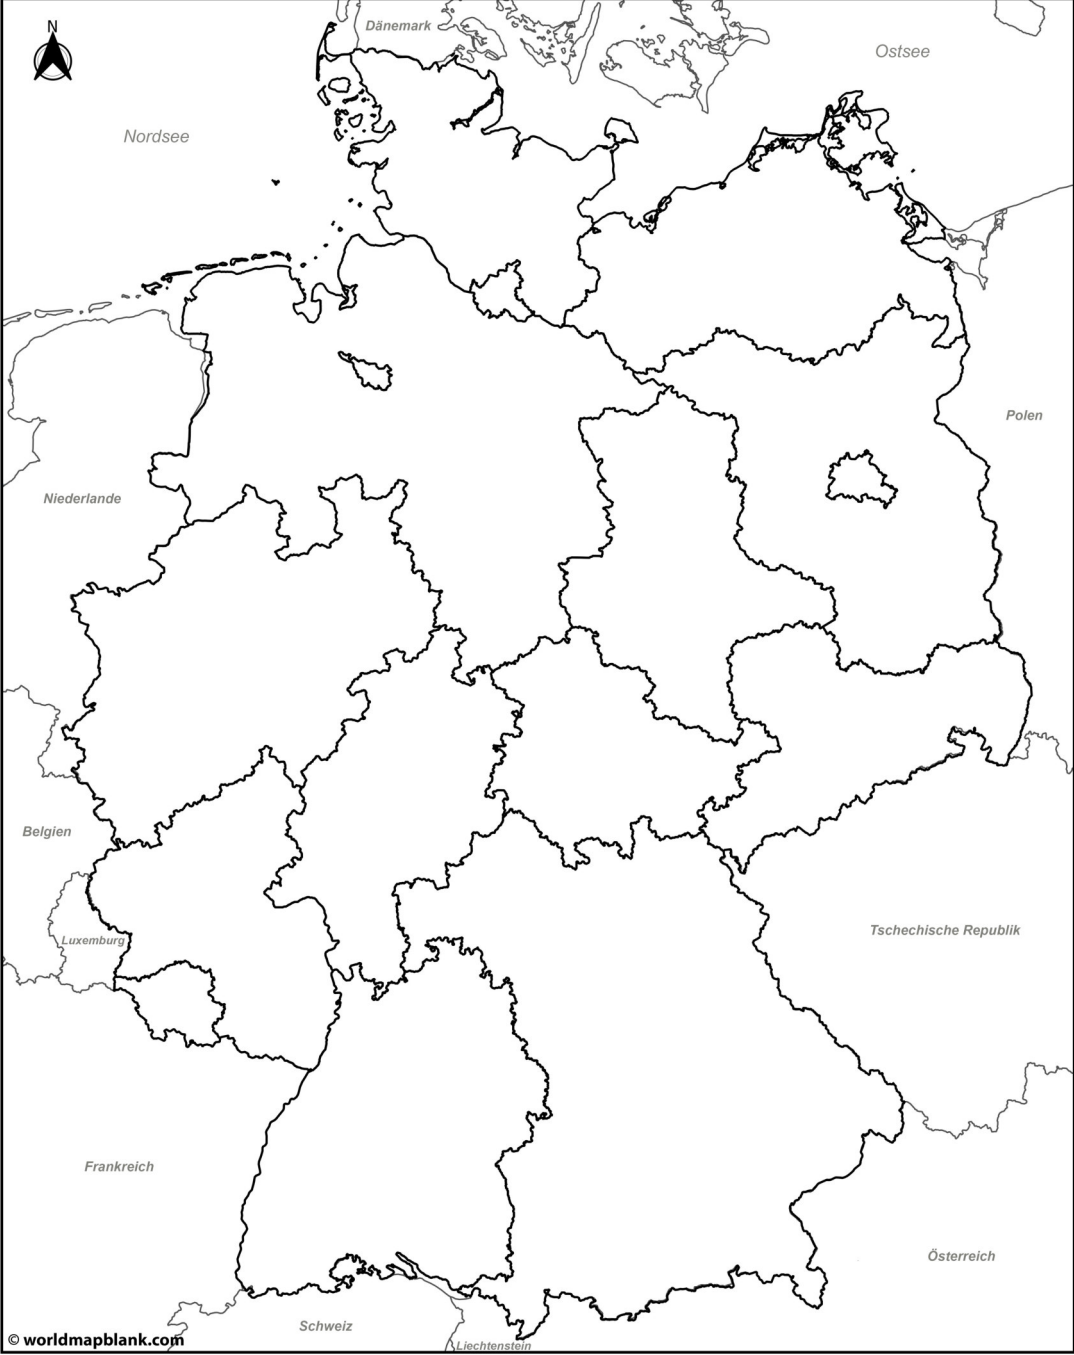 N
Dänemark
Ostsee
Nordsee
Polen
Niederlande
Belgien
Luxemburg
Tschechische Republik
Frankreich
Österreich
Schweiz
© worldmapblank.com
Liechtenstein